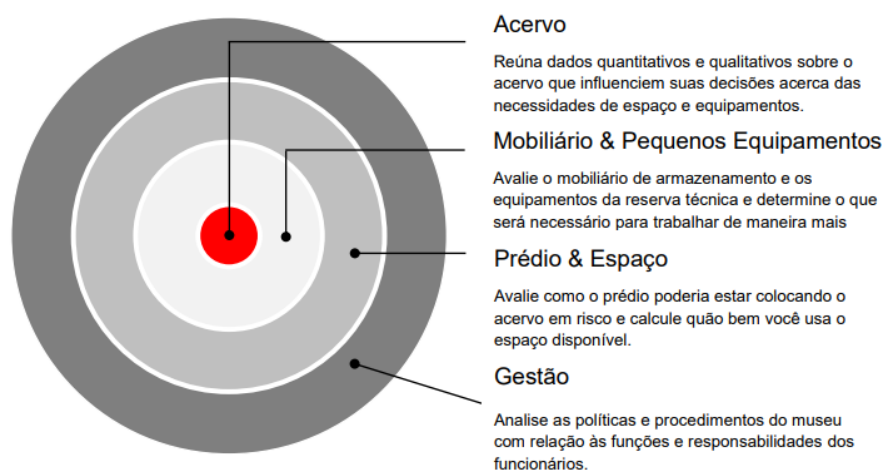 Acervo
Reúna dados quantitativos e qualitativos sobre o
acervo que influenciem suas decisões acerca das
necessidades de espaço e equipamentos.
Mobiliário & Pequenos Equipamentos
Avalie o mobiliário de armazenamento e os
equipamentos da reserva técnica e determine o que
será necessário para trabalhar de maneira mais
Prédio & Espaço
Avalie como o prédio poderia estar colocando o
acervo em risco e calcule quão bem você usa o
espaço disponível.
Gestão
Analise as políticas e procedimentos do museu
com relação às funções e responsabilidades dos
funcionários.